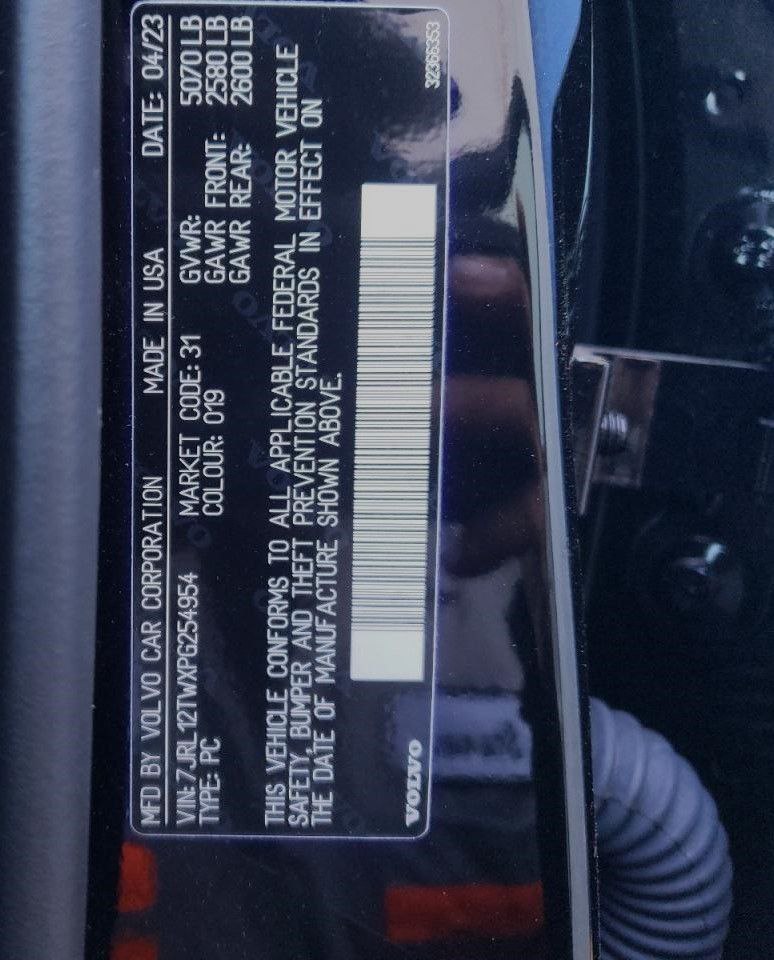 MFD BY VOLVO CAR CORPORATION MADE IN USA DATE: 04/23
VIN: 7JRL12TWXPG254954 MARKET CODE: 31 GVWR: 5070 LB
TYPE: PC COLOUR: 019 GAWR FRONT: 2580 LB
GAWR REAR: 2600 LB
THIS VEHICLE CONFORMS TO ALL APPLICABLE FEDERAL MOTOR VEHICLE
SAFETY, BUMPER AND THEFT PREVENTION STANDARDS IN EFFECT ON
THE DATE OF MANUFACTURE SHOWN ABOVE.
VOLVO 32366353